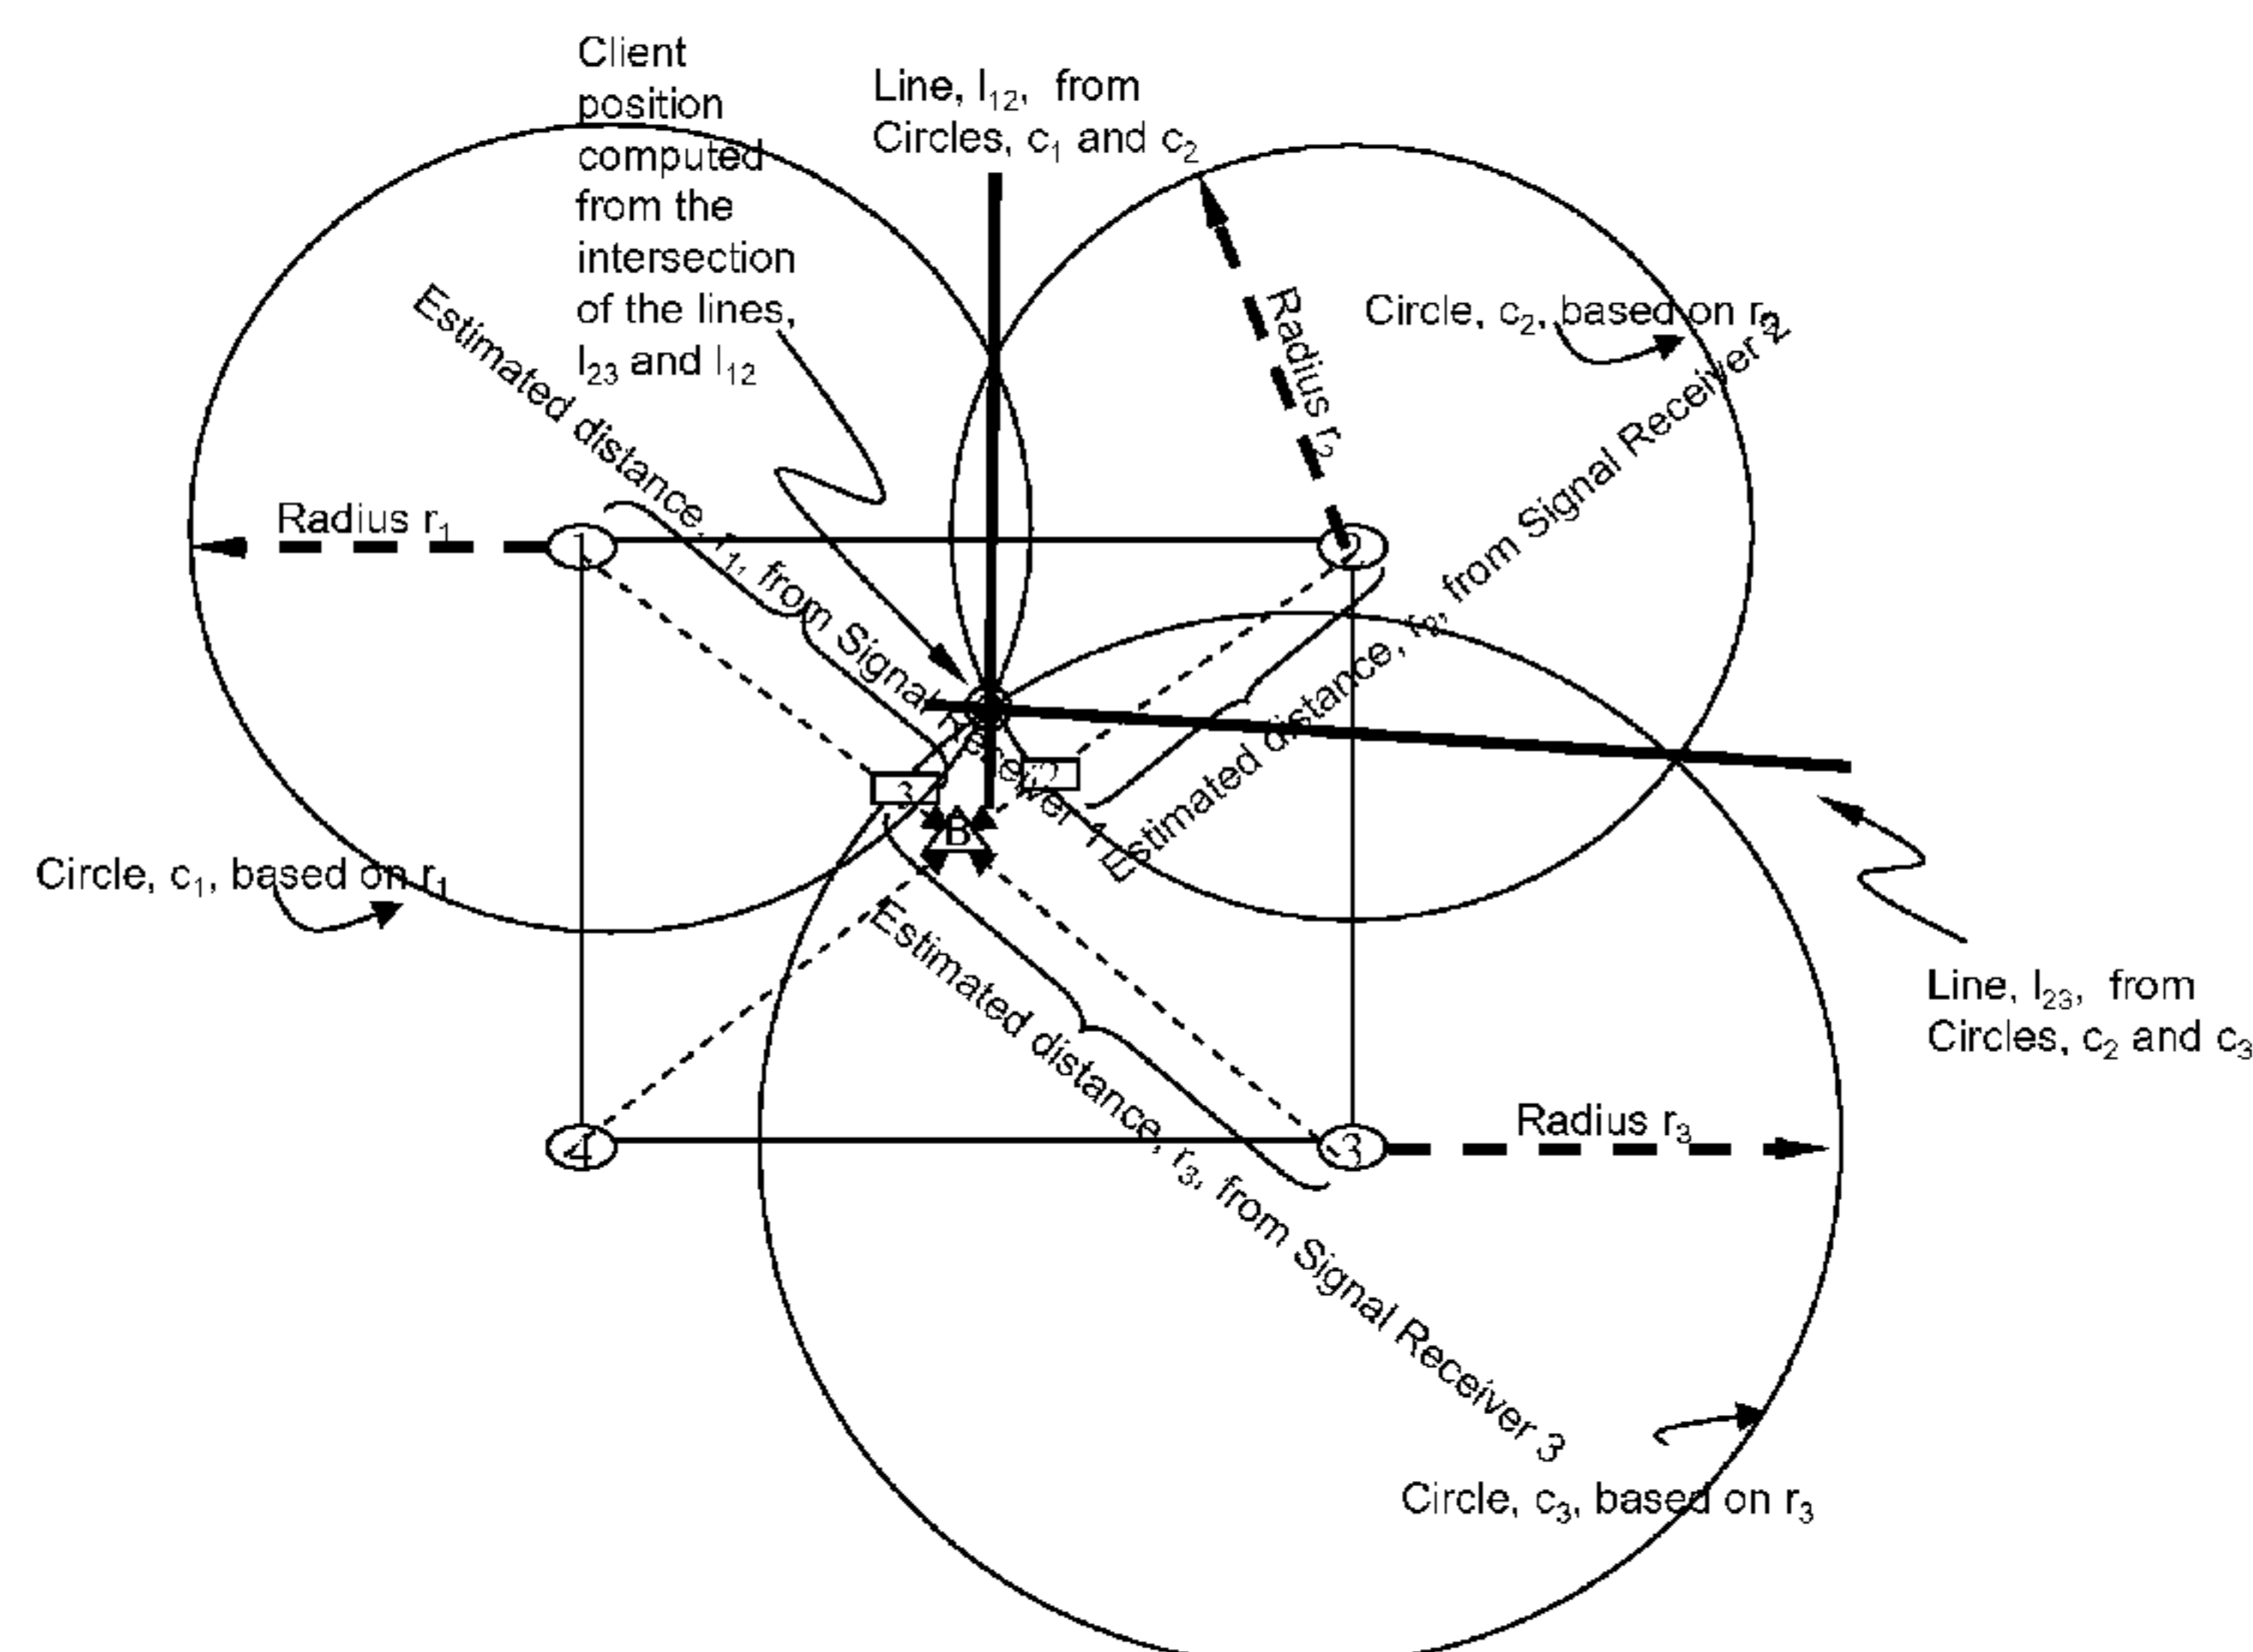 Client
position
computed
from the
intersection
of the lines,
l₂₃ and l₁₂
Line, l₁₂, from
Circles, c₁ and c₂
Circle, c₂, based on r₂
Radius r₂
Estimated distance, r₁, from Signal Receiver 1
Estimated distance, r₂, from Signal Receiver 2
Radius r₁
1
2
3
B
Circle, c₁, based on r₁
Line, l₂₃, from
Circles, c₂ and c₃
Estimated distance, r₃, from Signal Receiver 3
4
3
Radius r₃
Circle, c₃, based on r₃